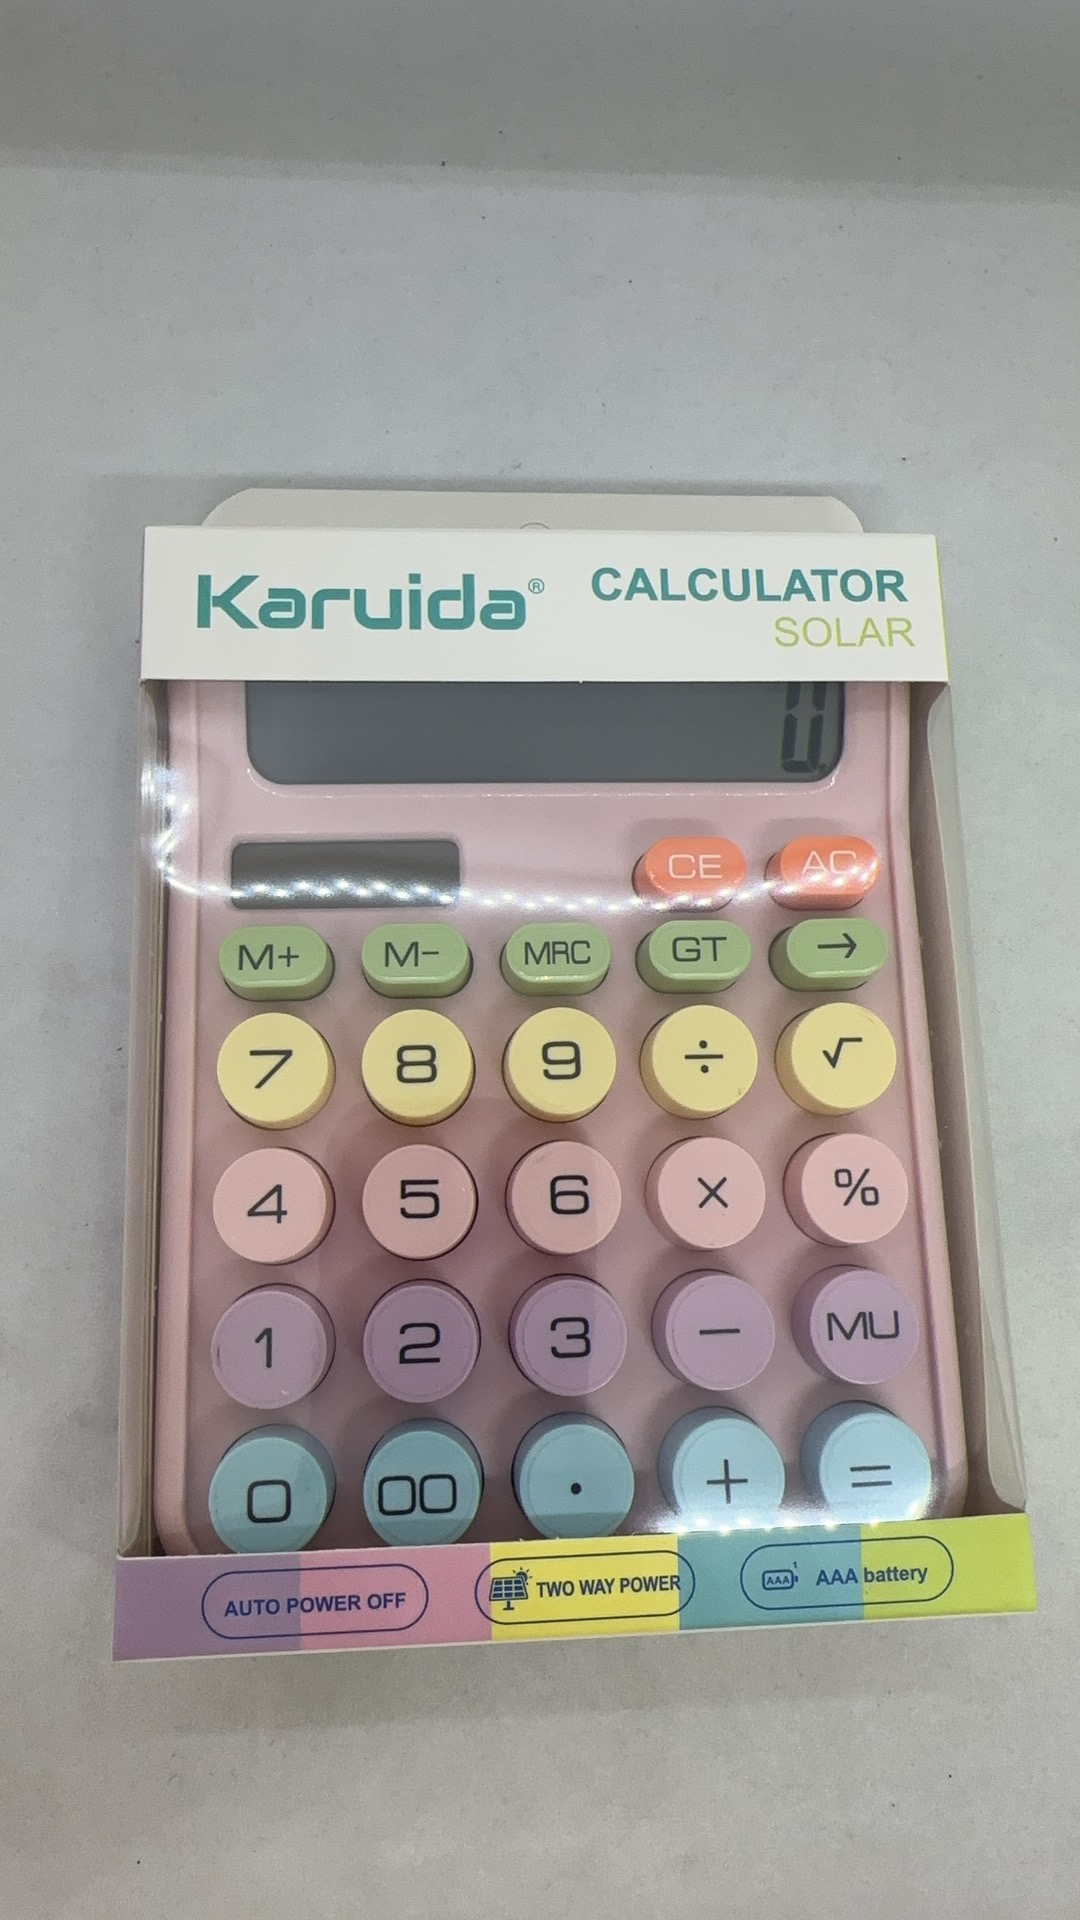 Karuida®
CALCULATOR
SOLAR
0.
CE AC
M+ M− MRC GT →
7 8 9 ÷ √
4 5 6 × %
1 2 3 − MU
0 00 . + =
AUTO POWER OFF
TWO WAY POWER
AAA 1
AAA battery